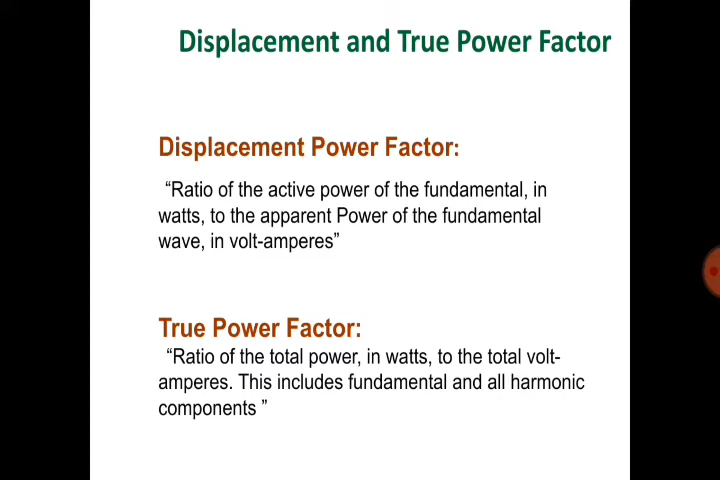 Displacement and True Power Factor
Displacement Power Factor:
“Ratio of the active power of the fundamental, in
watts, to the apparent Power of the fundamental
wave, in volt-amperes”
True Power Factor:
“Ratio of the total power, in watts, to the total volt-
amperes. This includes fundamental and all harmonic
components ”